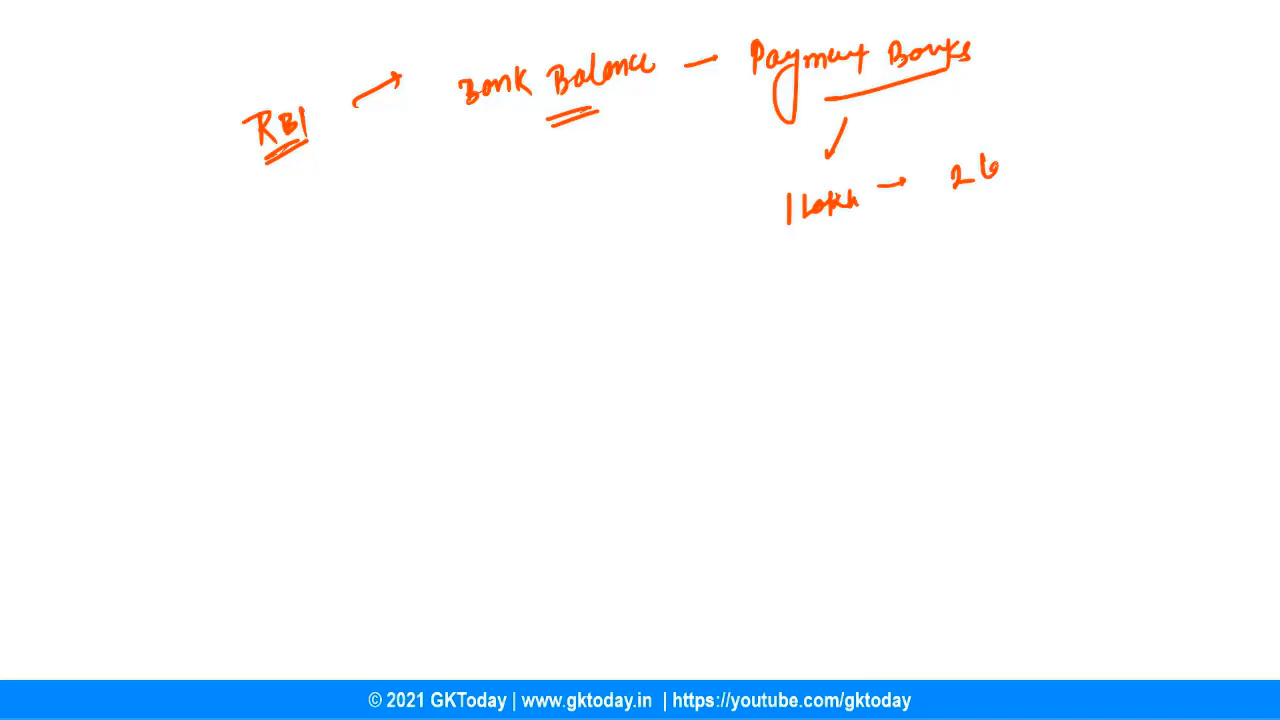 RBI → Bank Balance - Payment Banks
1 Lakh → 2
© 2021 GKToday | www.gktoday.in | https://youtube.com/gktoday